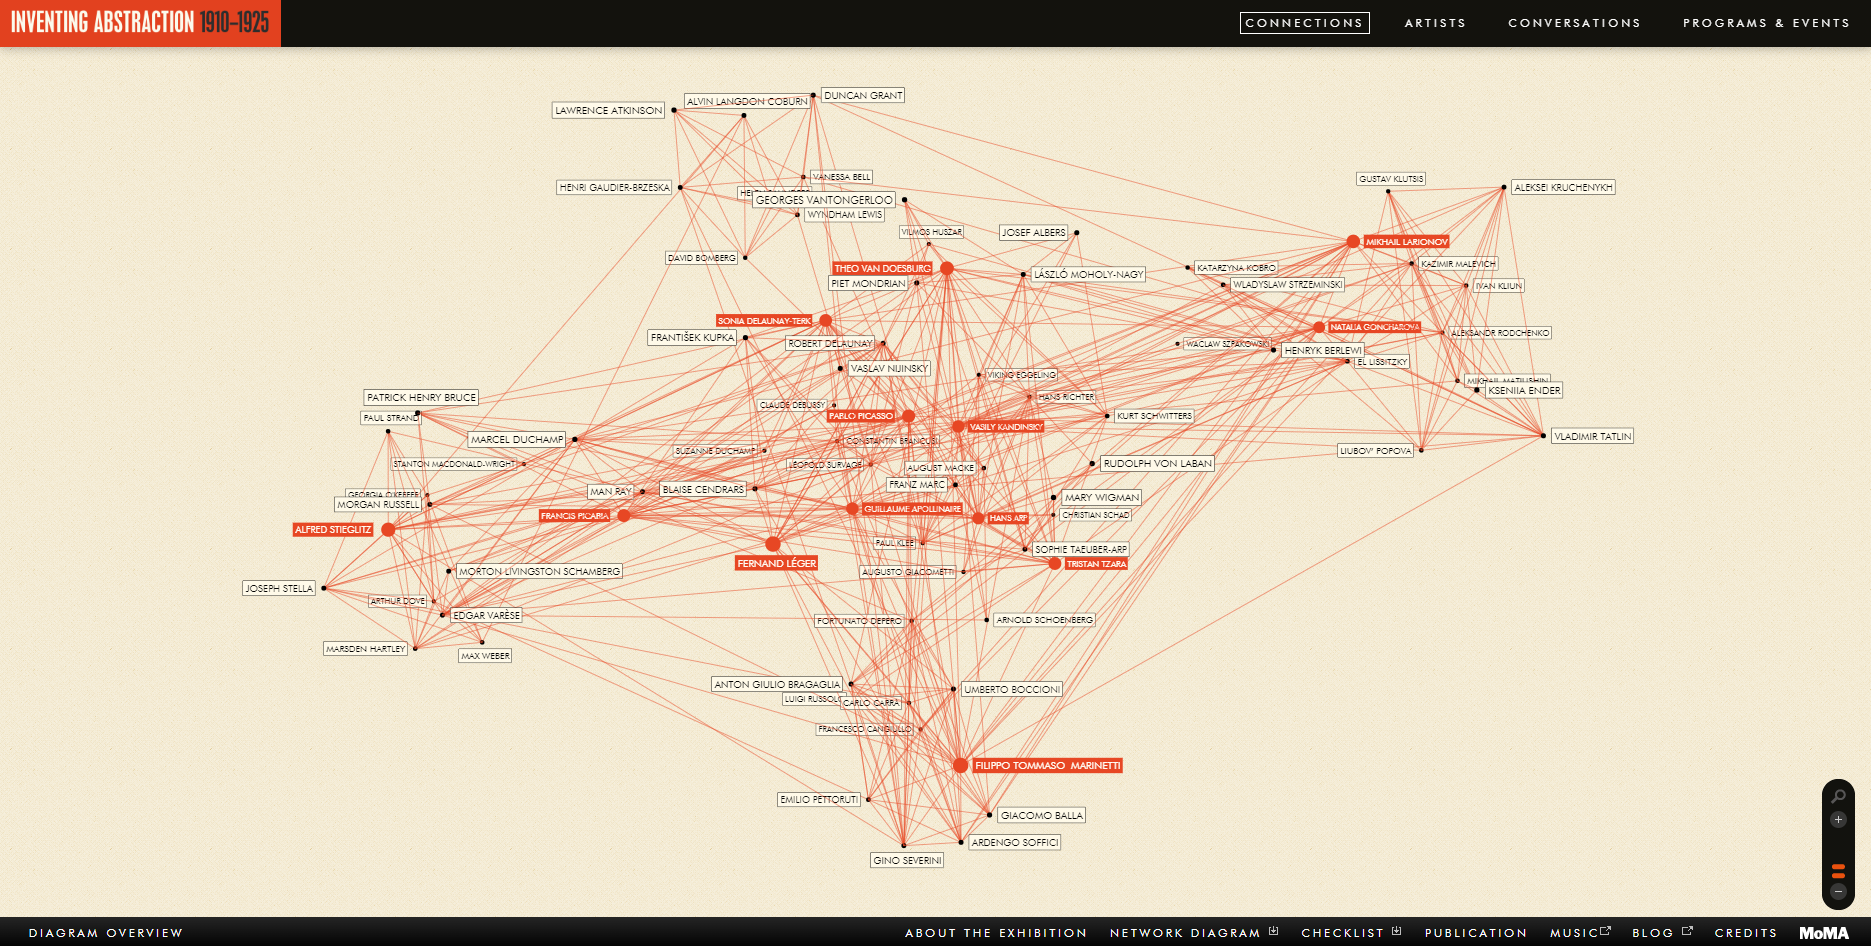 INVENTING ABSTRACTION 1910–1925
CONNECTIONS
ARTISTS
CONVERSATIONS
PROGRAMS & EVENTS
DUNCAN GRANT
ALVIN LANGDON COBURN
LAWRENCE ATKINSON
VANESSA BELL
HENRI GAUDIER-BRZESKA
GEORGES VANTONGERLOO
WYNDHAM LEWIS
VILMOS HUSZAR
JOSEF ALBERS
DAVID BOMBERG
THEO VAN DOESBURG
PIET MONDRIAN
LÁSZLÓ MOHOLY-NAGY
GUSTAV KLUTSIS
ALEKSEI KRUCHENYKH
MIKHAIL LARIONOV
KAZIMIR MALEVICH
KATARZYNA KOBRO
WLADYSLAW STRZEMINSKI
IVAN KLIUN
SONIA DELAUNAY-TERK
FRANTIŠEK KUPKA
ROBERT DELAUNAY
NATALIA GONCHAROVA
ALEKSANDR RODCHENKO
WACLAW SZPAKOWSKI
HENRYK BERLEWI
EL LISSITZKY
VASLAV NIJINSKY
VIKING EGGELING
MIKHAIL MATIUSHIN
KSENIIA ENDER
PATRICK HENRY BRUCE
HANS RICHTER
CLAUDE DEBUSSY
PAUL STRAND
PABLO PICASSO
KURT SCHWITTERS
VASILY KANDINSKY
MARCEL DUCHAMP
CONSTANTIN BRANCUSI
VLADIMIR TATLIN
SUZANNE DUCHAMP
LIUBOV' POPOVA
STANTON MACDONALD-WRIGHT
LÉOPOLD SURVAGE
AUGUST MACKE
RUDOLPH VON LABAN
FRANZ MARC
GEORGIA O'KEEFFE
MAN RAY
BLAISE CENDRARS
MORGAN RUSSELL
MARY WIGMAN
GUILLAUME APOLLINAIRE
FRANCIS PICABIA
HANS ARP
CHRISTIAN SCHAD
ALFRED STIEGLITZ
PAUL KLEE
SOPHIE TAEUBER-ARP
FERNAND LÉGER
TRISTAN TZARA
MORTON LIVINGSTON SCHAMBERG
AUGUSTO GIACOMETTI
JOSEPH STELLA
ARTHUR DOVE
EDGAR VARÈSE
FORTUNATO DEPERO
ARNOLD SCHOENBERG
MARSDEN HARTLEY
MAX WEBER
ANTON GIULIO BRAGAGLIA
UMBERTO BOCCIONI
LUIGI RUSSOLO
CARLO CARRÀ
FRANCESCO CANGIULLO
FILIPPO TOMMASO MARINETTI
EMILIO PETTORUTI
GIACOMO BALLA
ARDENGO SOFFICI
GINO SEVERINI
DIAGRAM OVERVIEW
ABOUT THE EXHIBITION
NETWORK DIAGRAM
CHECKLIST
PUBLICATION
MUSIC
BLOG
CREDITS
MoMA